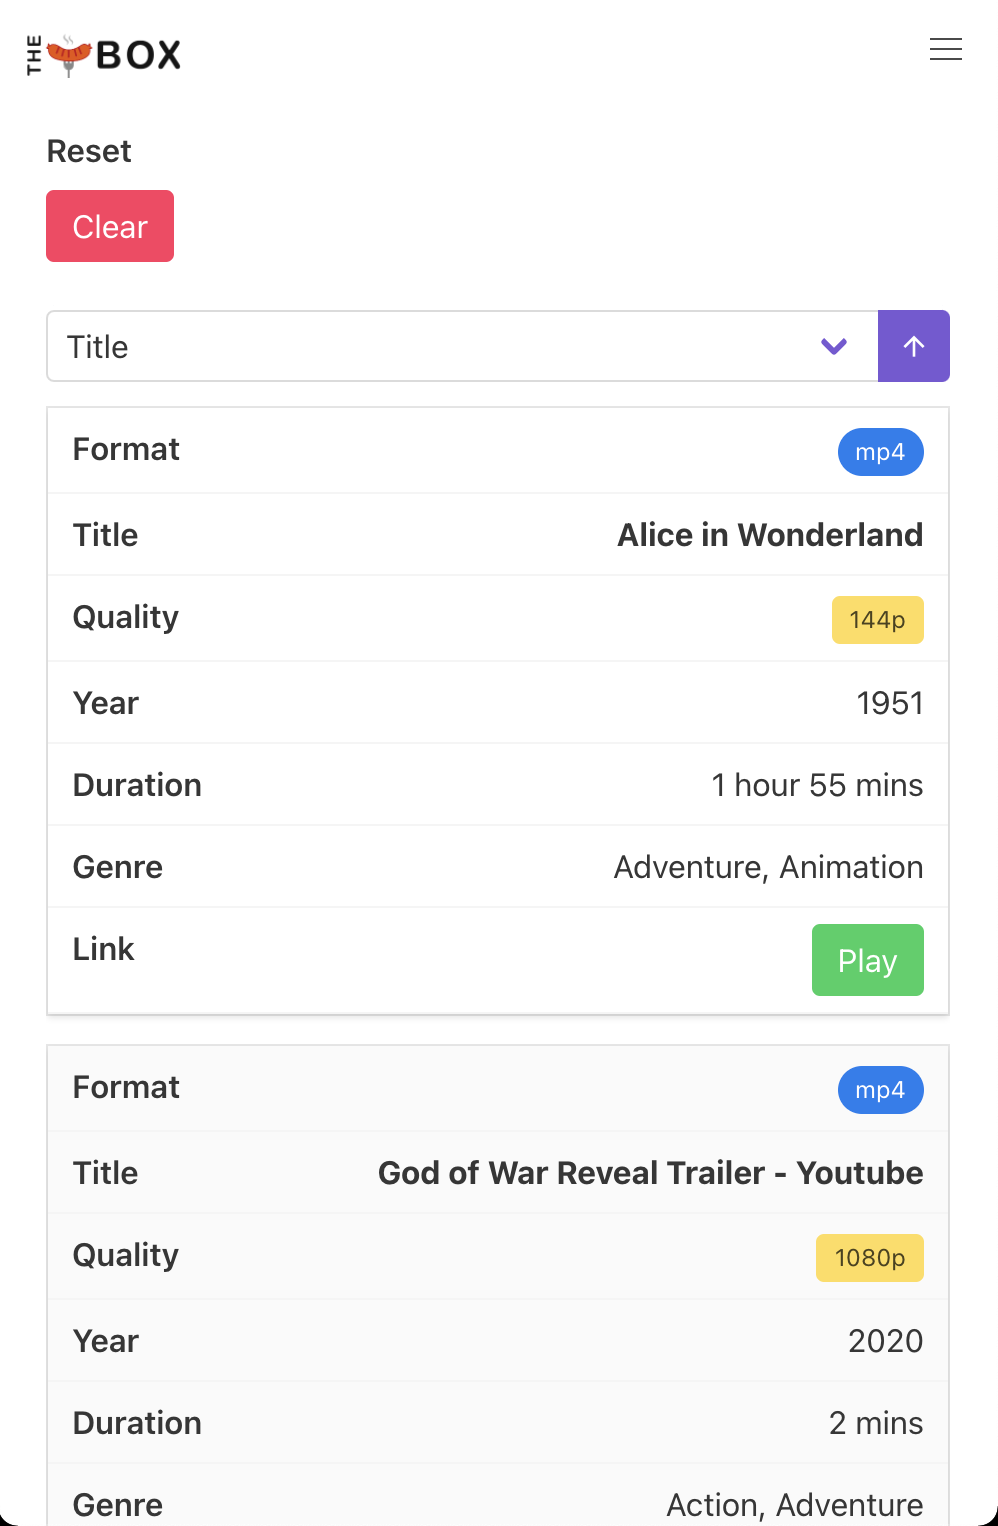 THE BOX
Reset
Clear
Title
Format mp4
Title Alice in Wonderland
Quality 144p
Year 1951
Duration 1 hour 55 mins
Genre Adventure, Animation
Link Play
Format mp4
Title God of War Reveal Trailer - Youtube
Quality 1080p
Year 2020
Duration 2 mins
Genre Action, Adventure